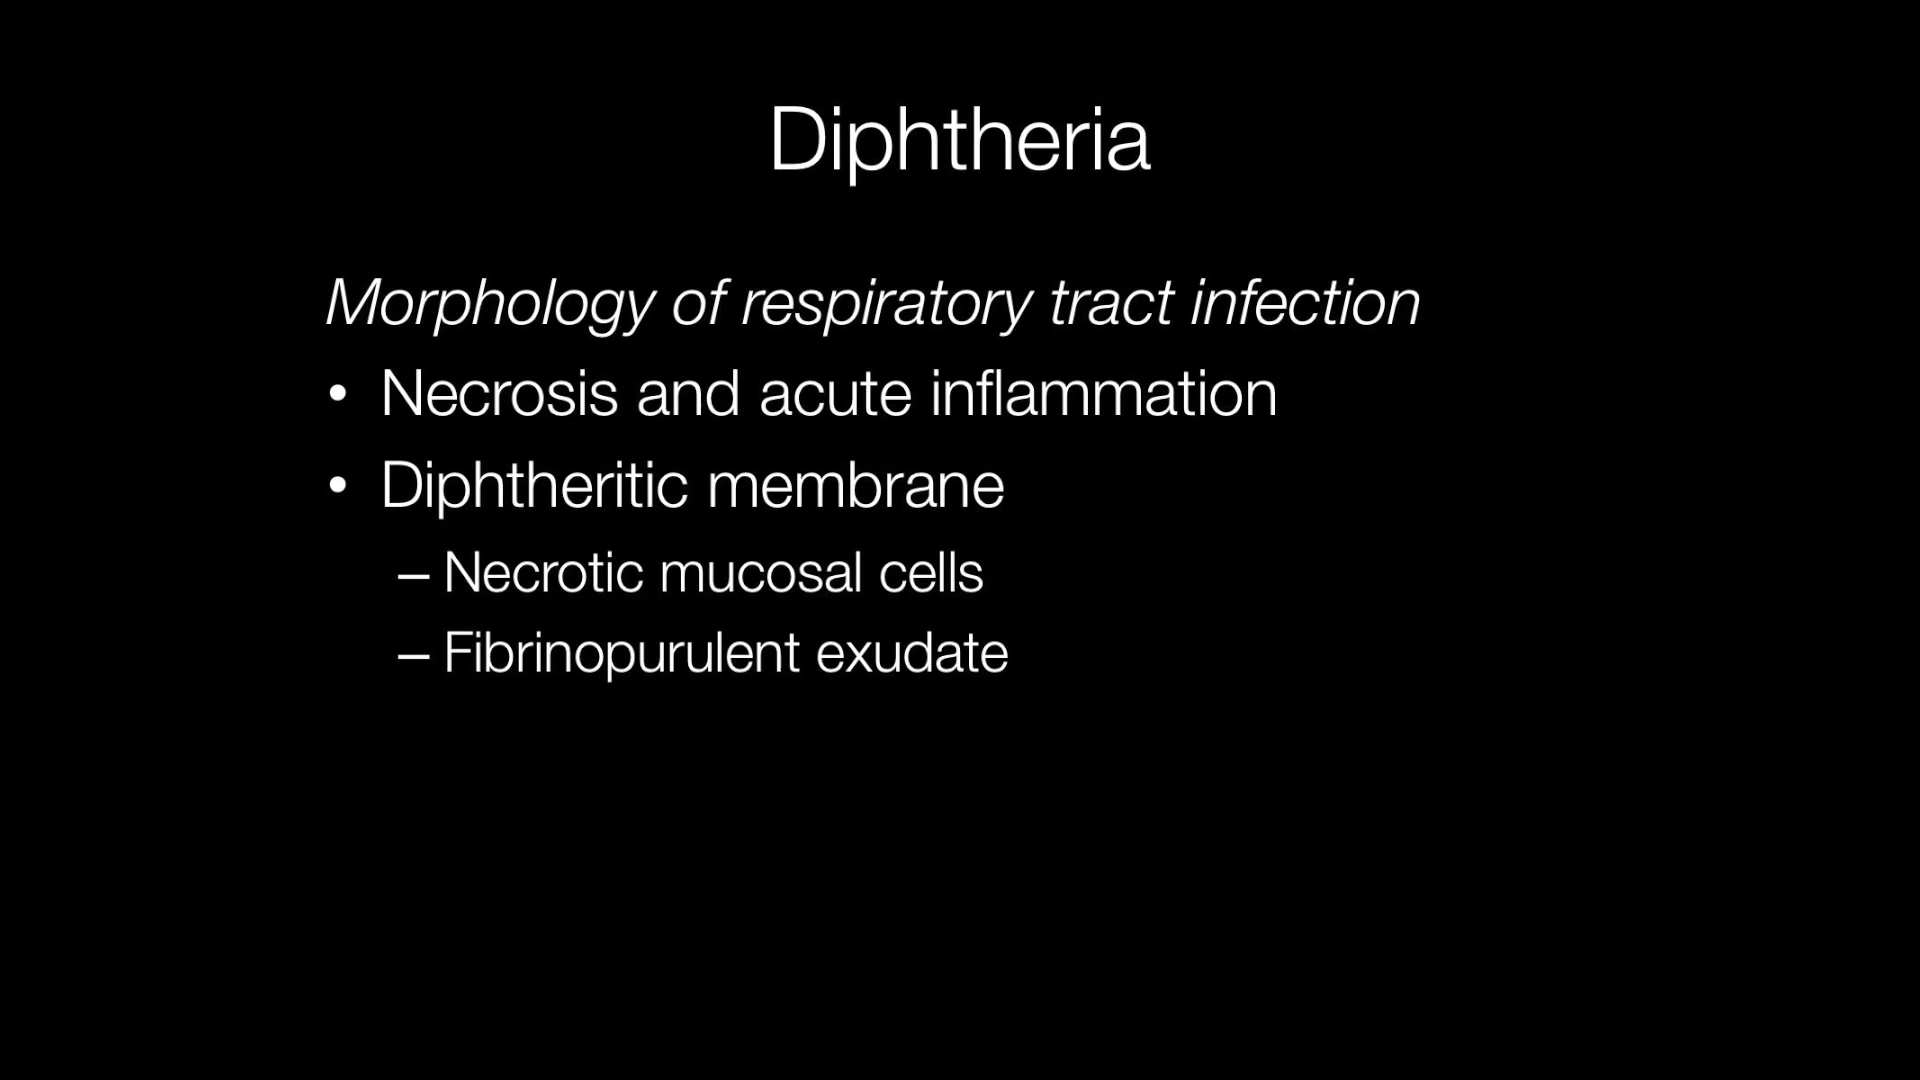 Diphtheria
Morphology of respiratory tract infection
• Necrosis and acute inflammation
• Diphtheritic membrane
– Necrotic mucosal cells
– Fibrinopurulent exudate